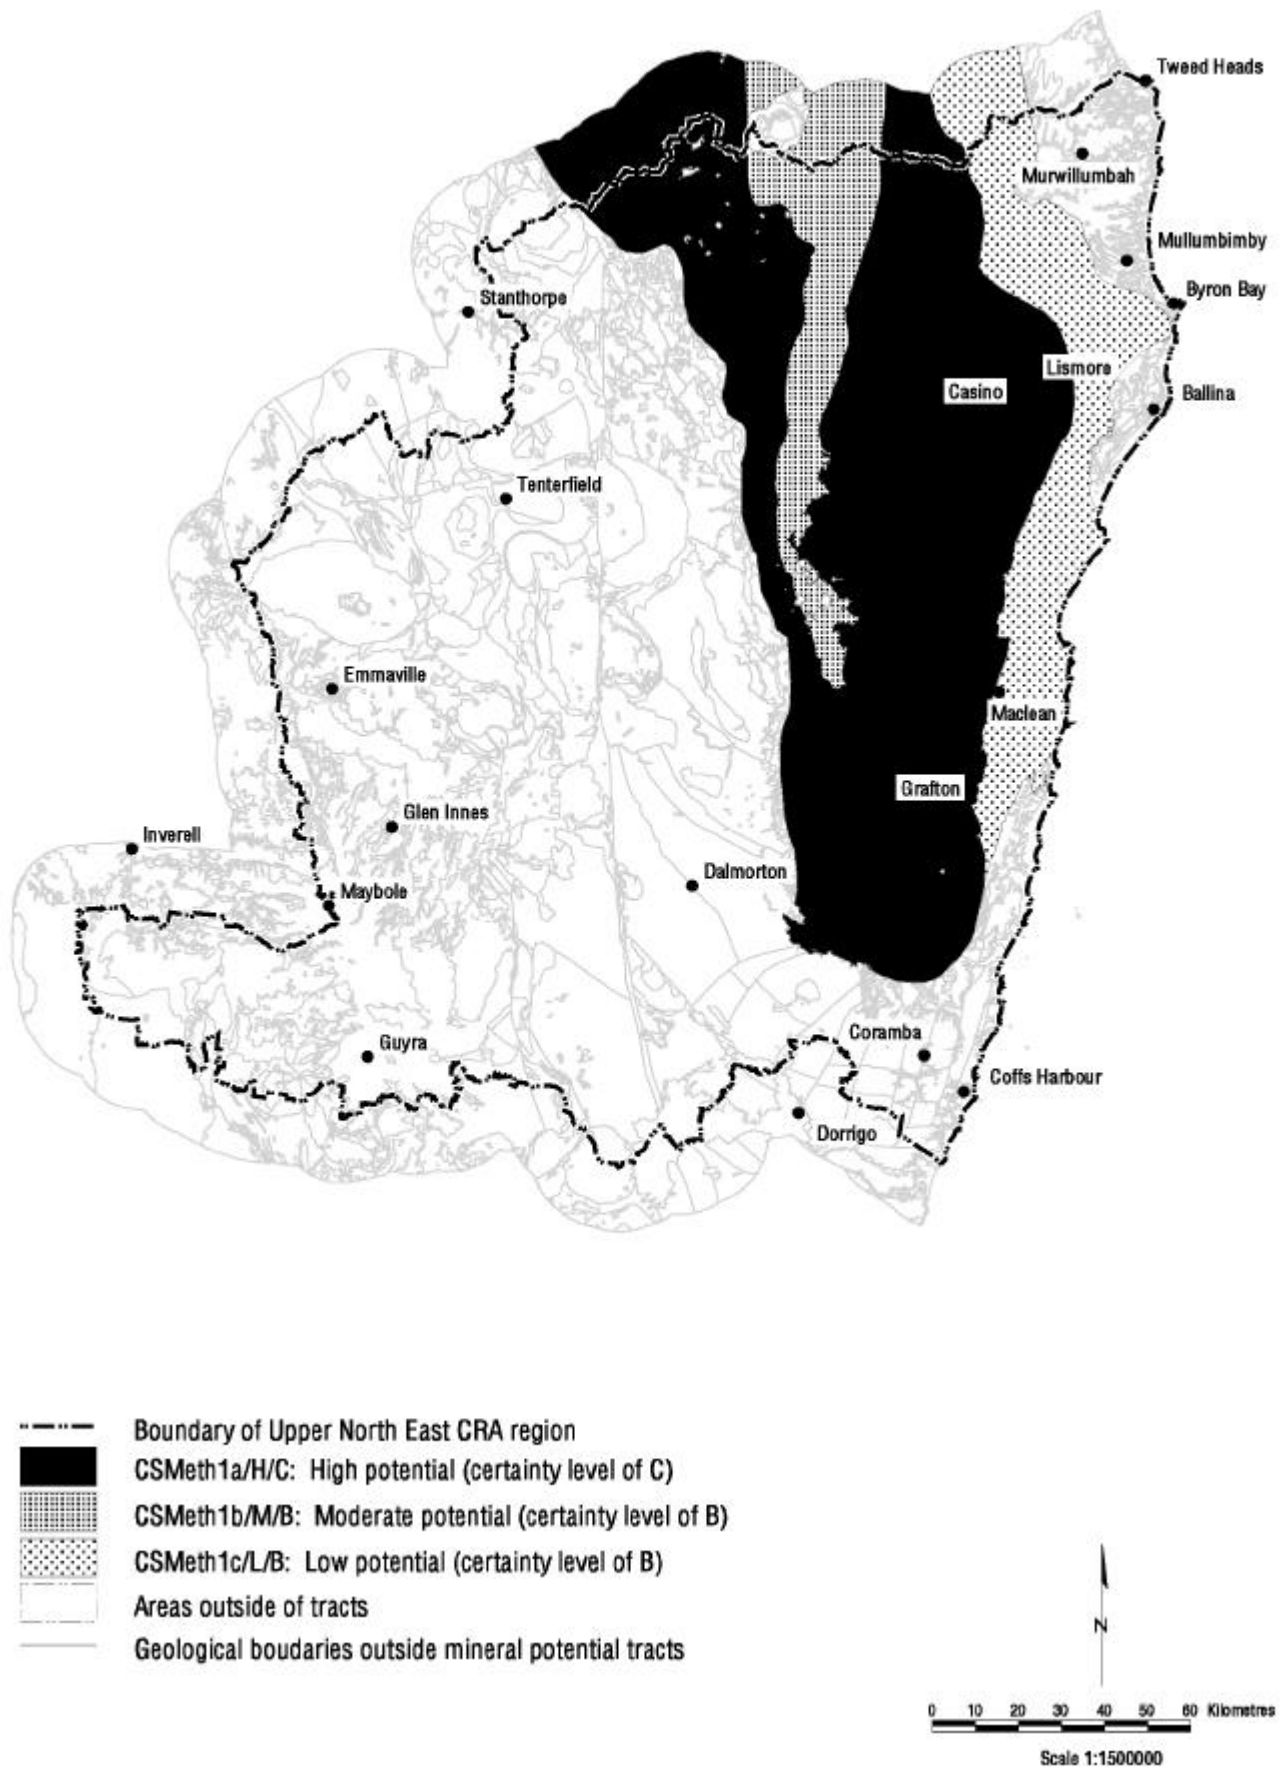 Tweed Heads
Murwillumbah
Mullumbimby
Byron Bay
Stanthorpe
Lismore
Casino
Ballina
Tenterfield
Emmaville
Maclean
Grafton
Glen Innes
Inverell
Dalmorton
Maybole
Coramba
Guyra
Coffs Harbour
Dorrigo
Boundary of Upper North East CRA region
CSMeth1a/H/C: High potential (certainty level of C)
CSMeth1b/M/B: Moderate potential (certainty level of B)
CSMeth1c/L/B: Low potential (certainty level of B)
Areas outside of tracts
Geological boudaries outside mineral potential tracts
N
0 10 20 30 40 50 60 Kilometres
Scale 1:1500000